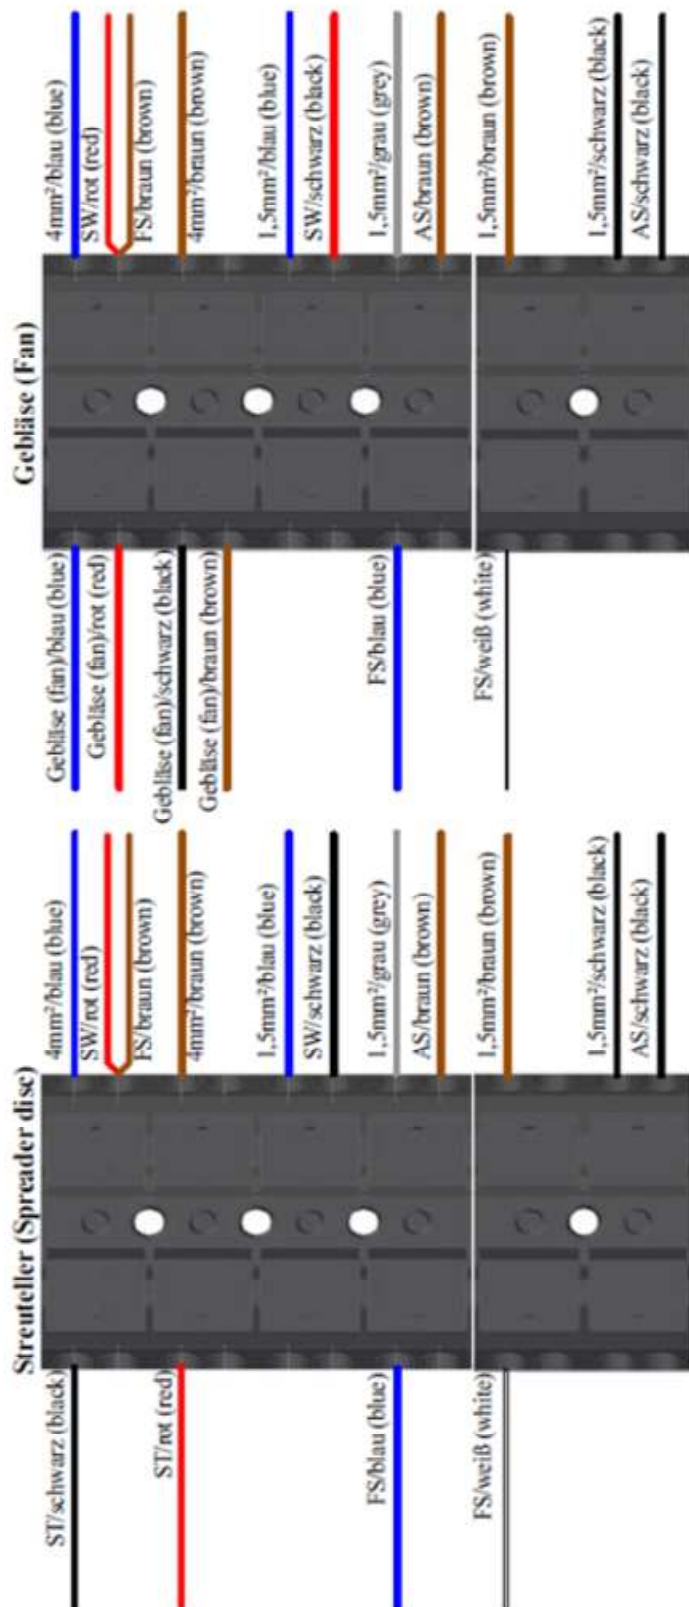 Gebläse (Fan)
4mm²/blau (blue)
SW/rot (red)
FS/braun (brown)
4mm²/braun (brown)
1,5mm²/blau (blue)
SW/schwarz (black)
1,5mm²/grau (grey)
AS/braun (brown)
1,5mm²/braun (brown)
1,5mm²/schwarz (black)
AS/schwarz (black)
Gebläse (fan)/blau (blue)
Gebläse (fan)/rot (red)
Gebläse (fan)/schwarz (black)
Gebläse (fan)/braun (brown)
FS/blau (blue)
FS/weiß (white)
Streuteller (Spreader disc)
4mm²/blau (blue)
SW/rot (red)
FS/braun (brown)
4mm²/braun (brown)
1,5mm²/blau (blue)
SW/schwarz (black)
1,5mm²/grau (grey)
AS/braun (brown)
1,5mm²/braun (brown)
1,5mm²/schwarz (black)
AS/schwarz (black)
ST/schwarz (black)
ST/rot (red)
FS/blau (blue)
FS/weiß (white)